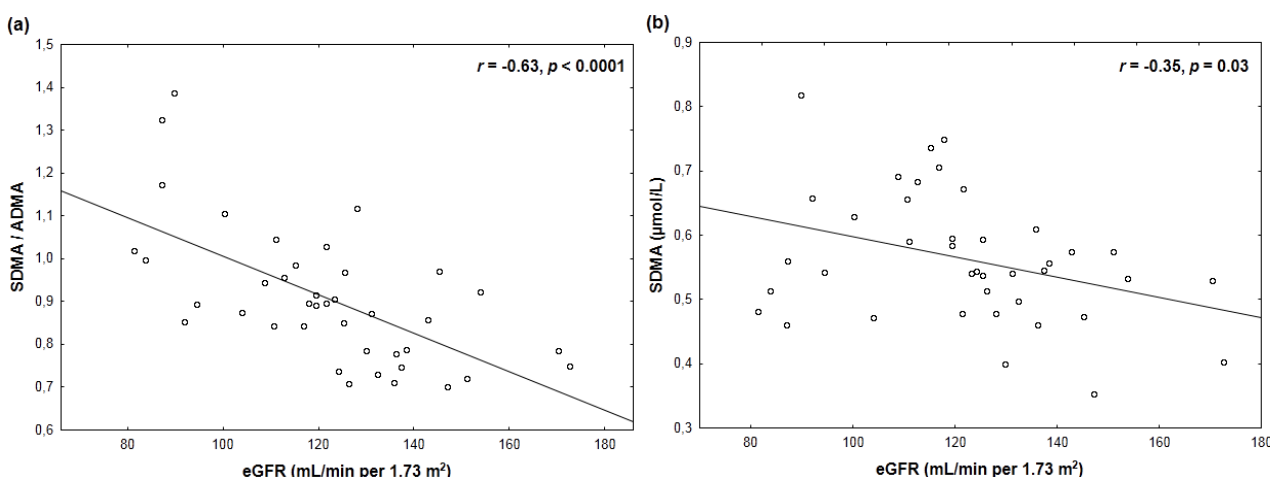 (a)
r = -0.63, p < 0.0001
SDMA / ADMA
1,5
1,4
1,3
1,2
1,1
1,0
0,9
0,8
0,7
0,6
80 100 120 140 160 180
eGFR (mL/min per 1.73 m²)
(b)
r = -0.35, p = 0.03
SDMA (μmol/L)
0,9
0,8
0,7
0,6
0,5
0,4
0,3
80 100 120 140 160 180
eGFR (mL/min per 1.73 m²)